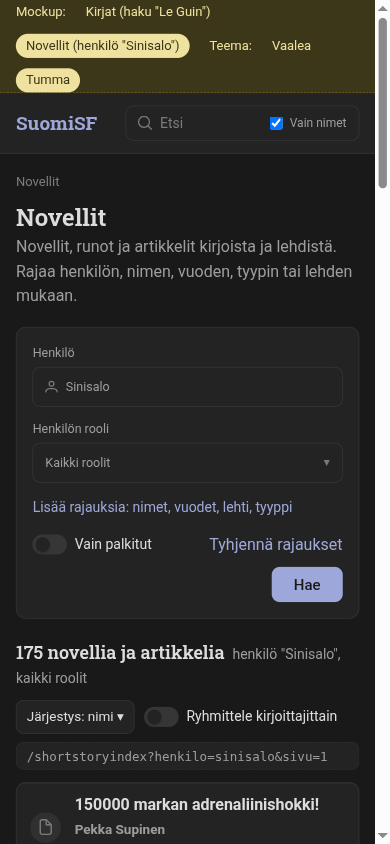 Mockup: Kirjat (haku "Le Guin")
Novellit (henkilö "Sinisalo") Teema: Vaalea
Tumma
SuomiSF Etsi Vain nimet
Novellit
Novellit
Novellit, runot ja artikkelit kirjoista ja lehdistä.
Rajaa henkilön, nimen, vuoden, tyypin tai lehden
mukaan.
Henkilö
Sinisalo
Henkilön rooli
Kaikki roolit ▾
Lisää rajauksia: nimet, vuodet, lehti, tyyppi
Vain palkitut Tyhjennä rajaukset
Hae
175 novellia ja artikkelia henkilö "Sinisalo",
kaikki roolit
Järjestys: nimi ▾ Ryhmittele kirjoittajittain
/shortstoryindex?henkilo=sinisalo&sivu=1
150000 markan adrenaliinishokki!
Pekka Supinen